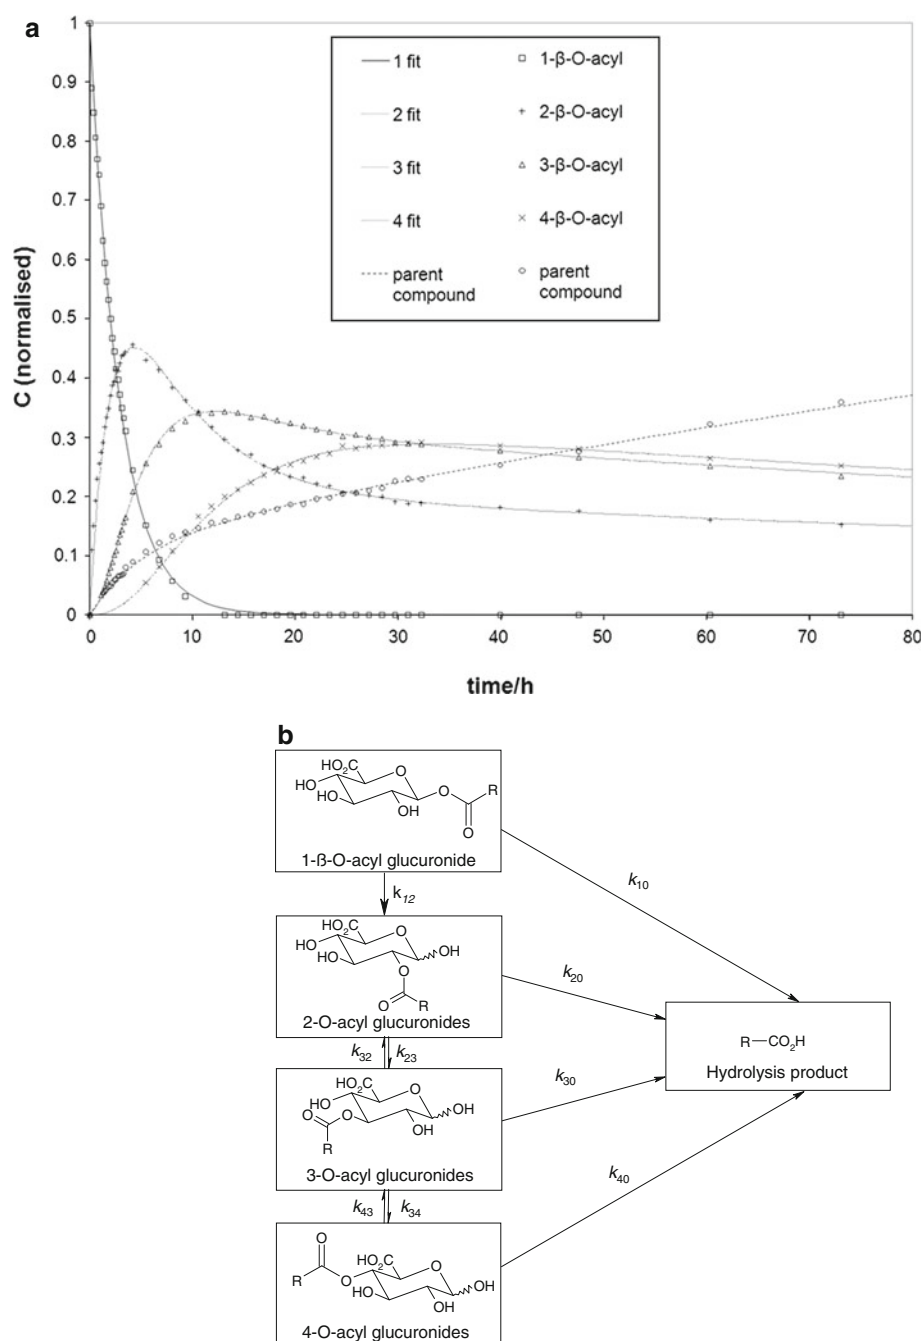 a
C (normalised)
1
0.9
0.8
0.7
0.6
0.5
0.4
0.3
0.2
0.1
0
0 10 20 30 40 50 60 70 80
time/h
1 fit
1-β-O-acyl
2 fit
2-β-O-acyl
3 fit
3-β-O-acyl
4 fit
4-β-O-acyl
parent
compound
parent
compound
b
HO₂C O
HO O R
HO OH O
1-ß-O-acyl glucuronide
k₁₀
k₁₂
HO₂C O
HO OH
HO O
O R
2-O-acyl glucuronides
k₂₀
R—CO₂H
Hydrolysis product
k₃₂ k₂₃
HO₂C O
HO OH
O O OH
R
3-O-acyl glucuronides
k₃₀
k₄₃ k₃₄
O
HO₂C O
R O OH
HO OH
4-O-acyl glucuronides
k₄₀